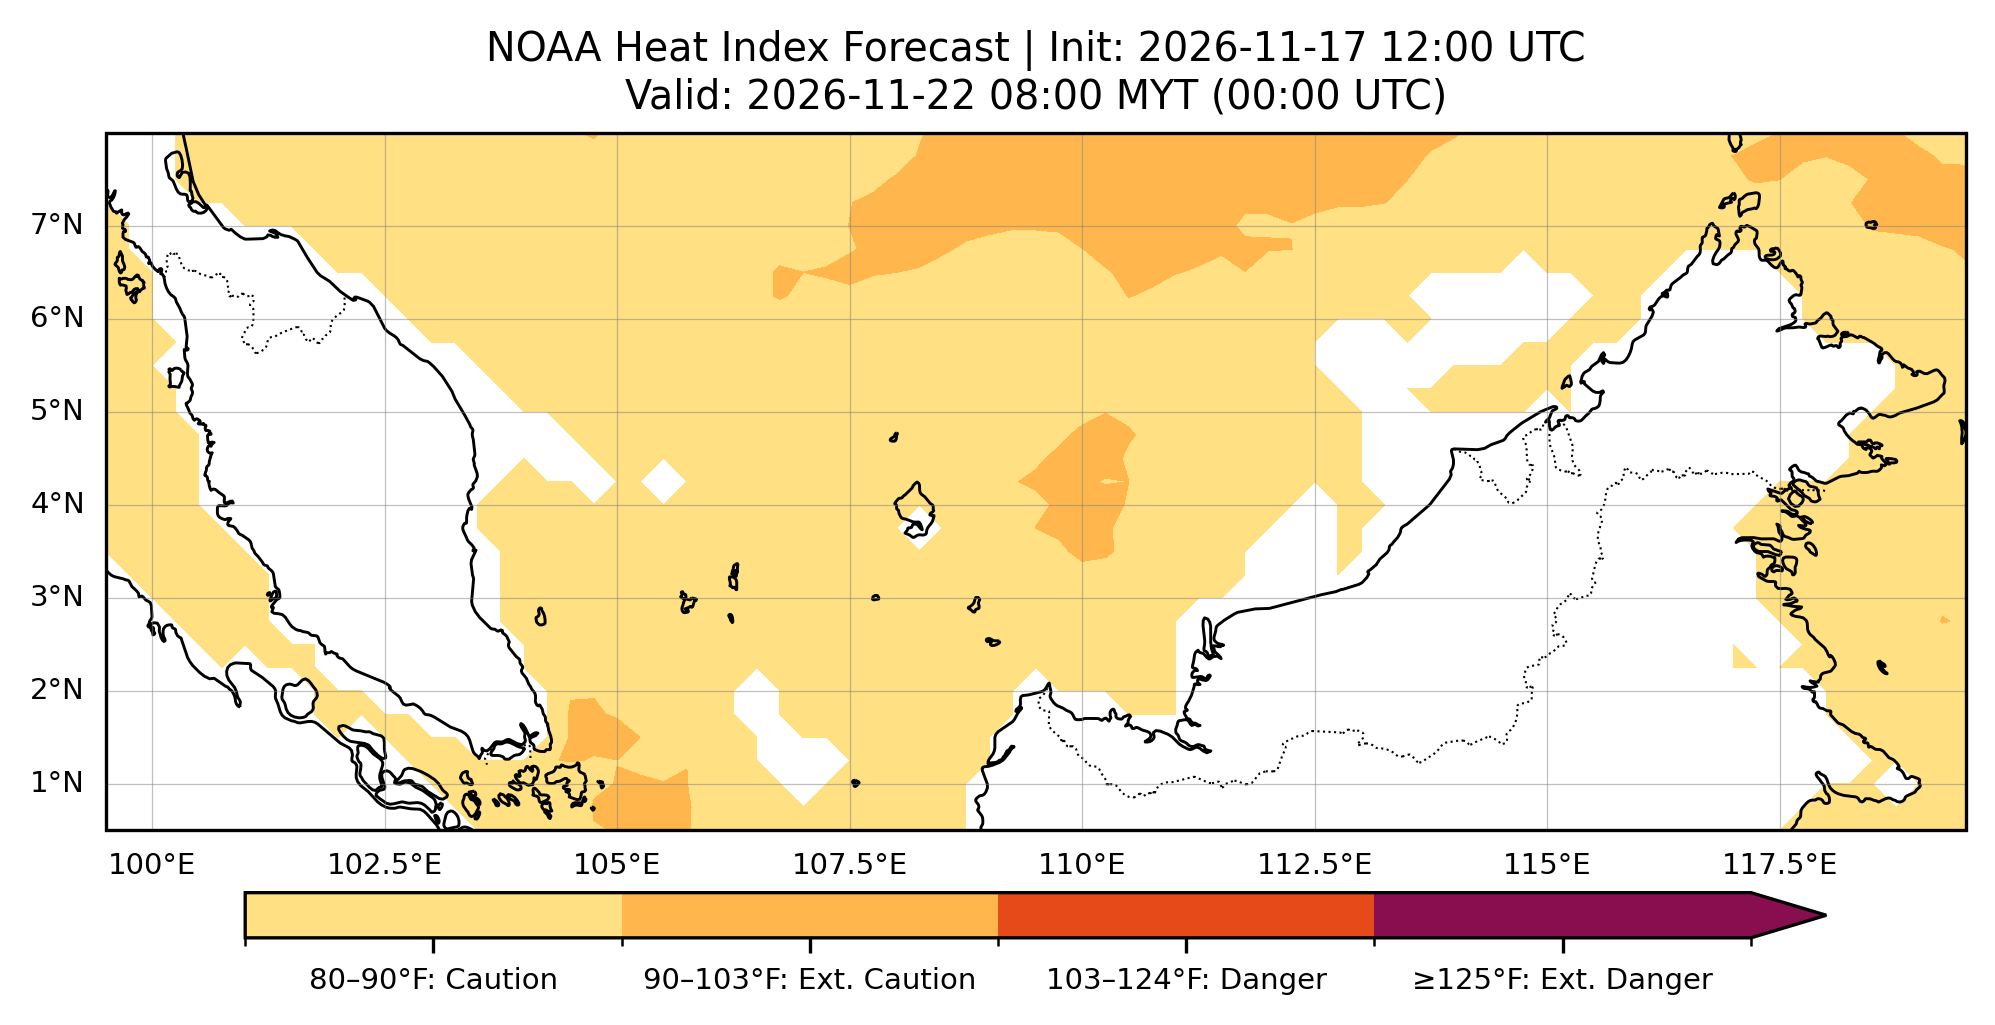 NOAA Heat Index Forecast | Init: 2026-11-17 12:00 UTC
Valid: 2026-11-22 08:00 MYT (00:00 UTC)
7°N
6°N
5°N
4°N
3°N
2°N
1°N
100°E 102.5°E 105°E 107.5°E 110°E 112.5°E 115°E 117.5°E
80–90°F: Caution 90–103°F: Ext. Caution 103–124°F: Danger ≥125°F: Ext. Danger